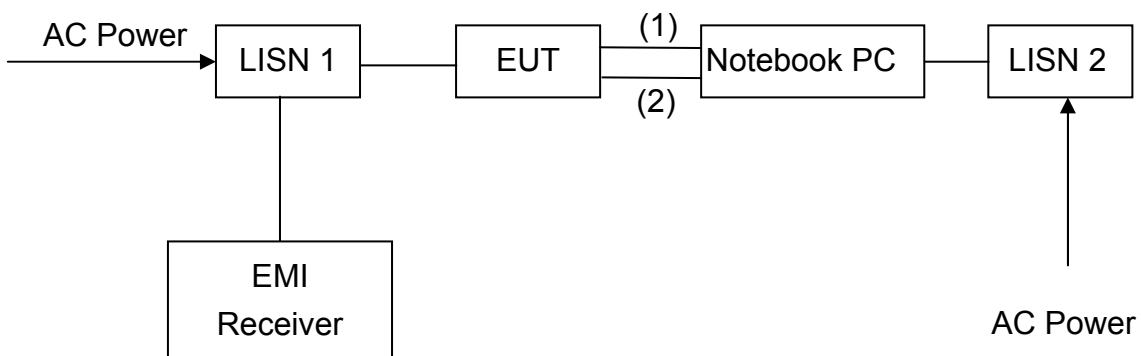 AC Power
LISN 1
EUT
(1)
(2)
Notebook PC
LISN 2
EMI
Receiver
AC Power